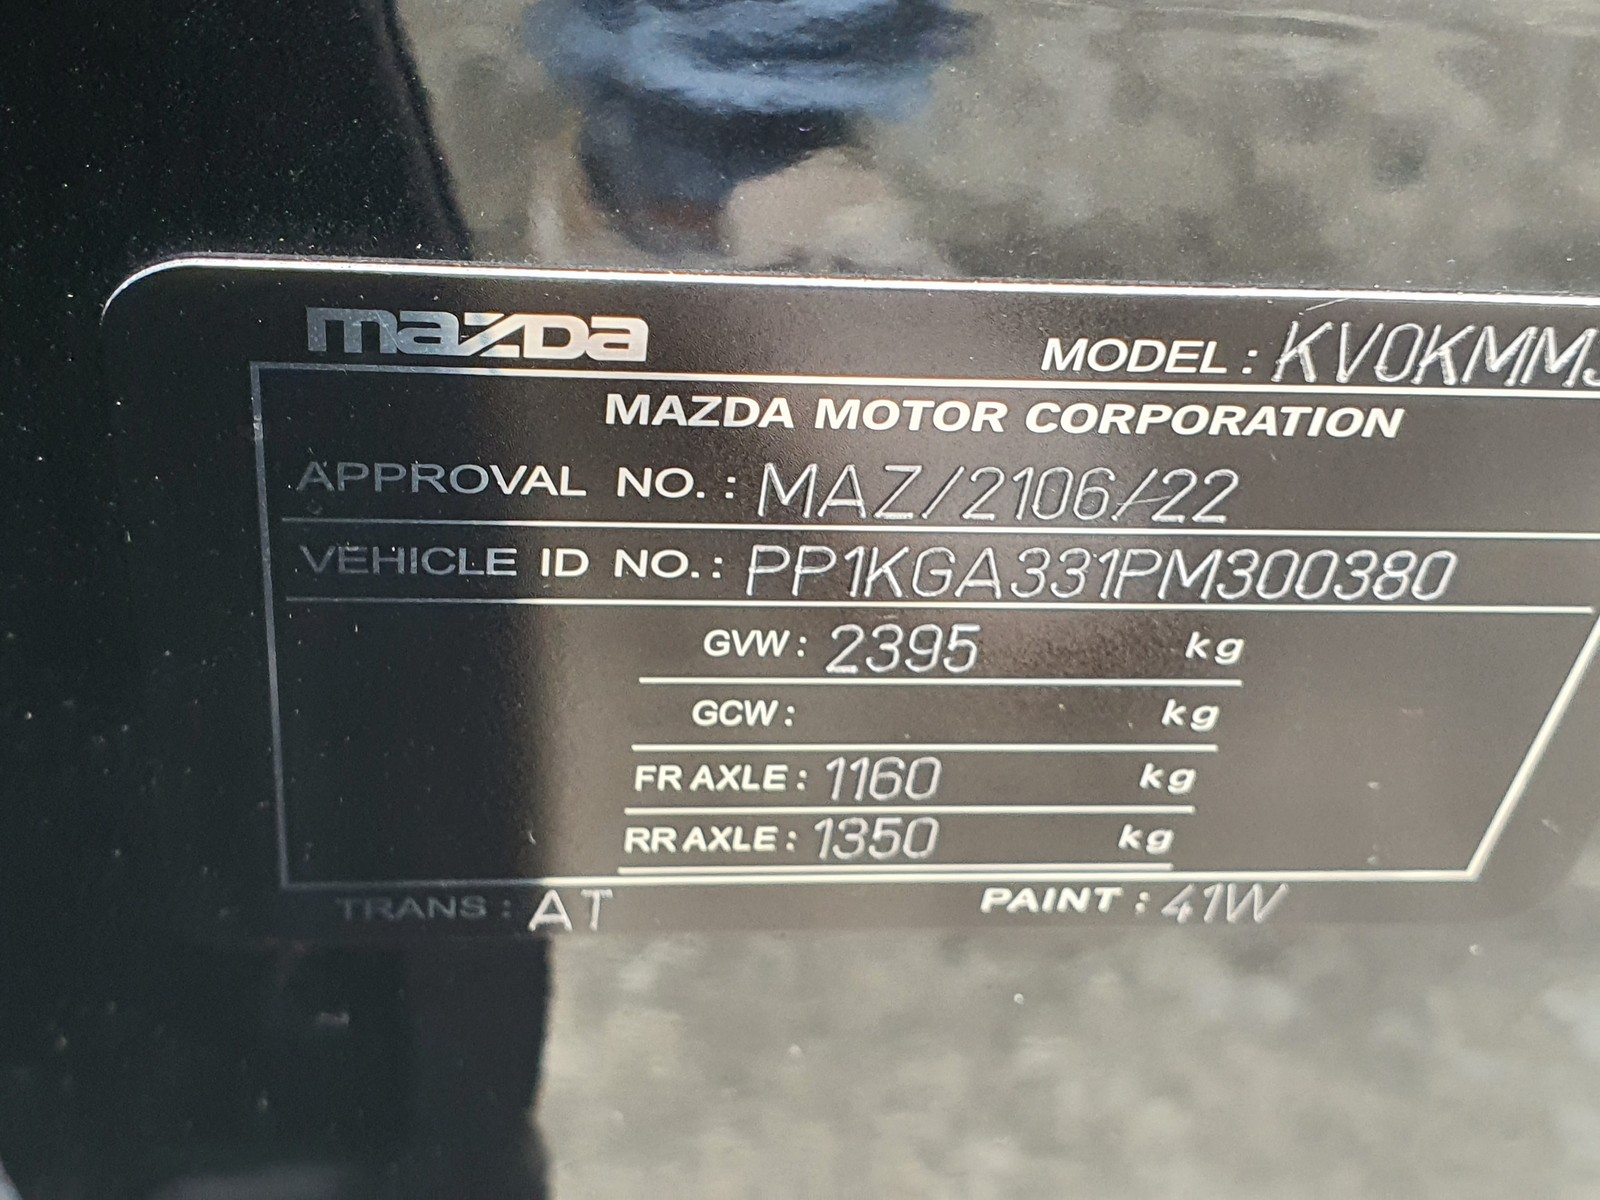 mazda MODEL: KV0KMMJ
MAZDA MOTOR CORPORATION
APPROVAL NO.: MAZ/2106/22
VEHICLE ID NO.: PP1KGA331PM300380
GVW: 2395 kg
GCW: kg
FR AXLE: 1160 kg
RR AXLE: 1350 kg
TRANS: AT PAINT: 41W